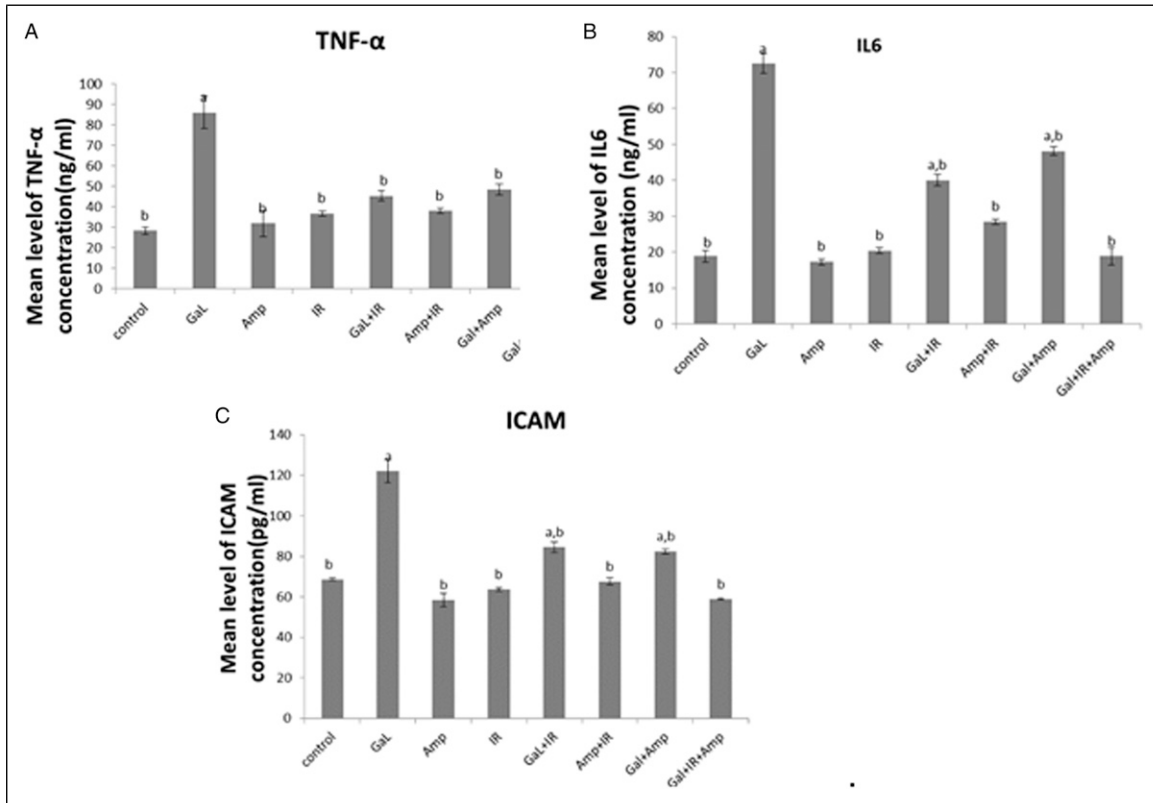 A
TNF-α
Mean level of TNF-α
concentration(ng/ml)
100
90
80
70
60
50
40
30
20
10
0
b
a
b
b
b
b
b
control
GaL
Amp
IR
GaL+IR
Amp+IR
Gal+Amp
Gal
B
IL6
Mean level of IL6
concentration (ng/ml)
80
70
60
50
40
30
20
10
0
b
a
b
b
a,b
b
a,b
b
control
GaL
Amp
IR
GaL+IR
Amp+IR
Gal+Amp
Gal+IR+Amp
C
ICAM
Mean level of ICAM
concentration(pg/ml)
140
120
100
80
60
40
20
0
b
a
b
b
a,b
b
a,b
b
control
GaL
Amp
IR
GaL+IR
Amp+IR
Gal+Amp
Gal+IR+Amp
.